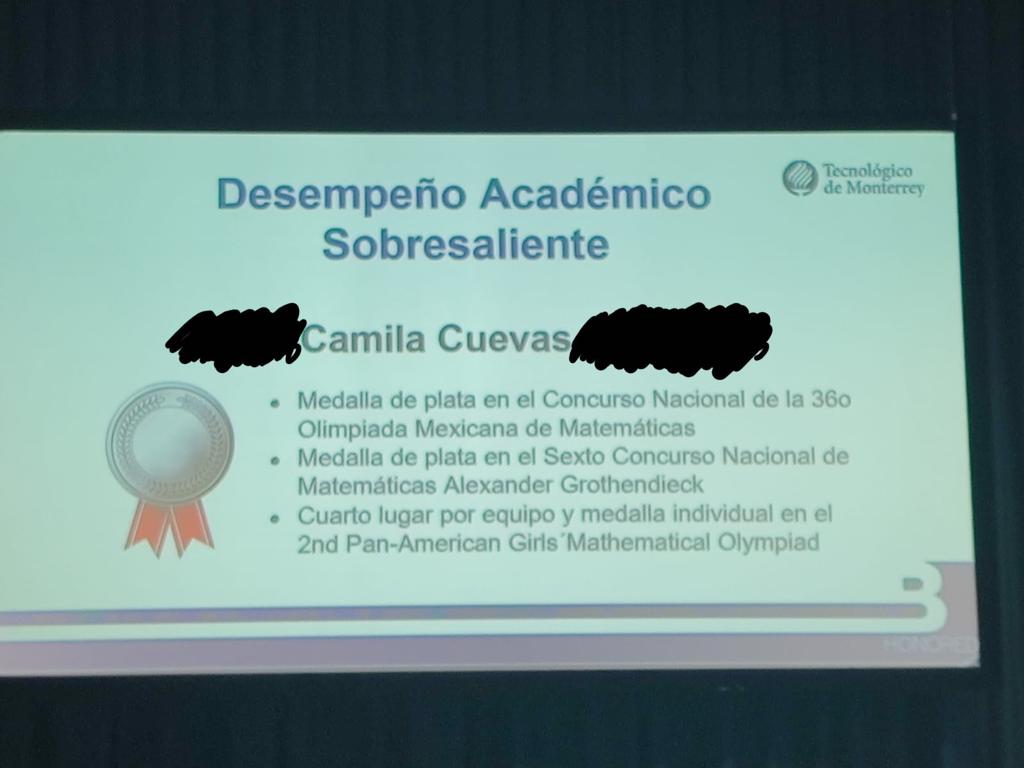 Tecnológico
de Monterrey
Desempeño Académico
Sobresaliente
Camila Cuevas
• Medalla de plata en el Concurso Nacional de la 36o
Olimpiada Mexicana de Matemáticas
• Medalla de plata en el Sexto Concurso Nacional de
Matemáticas Alexander Grothendieck
• Cuarto lugar por equipo y medalla individual en el
2nd Pan-American Girls´Mathematical Olympiad
B
HONORED